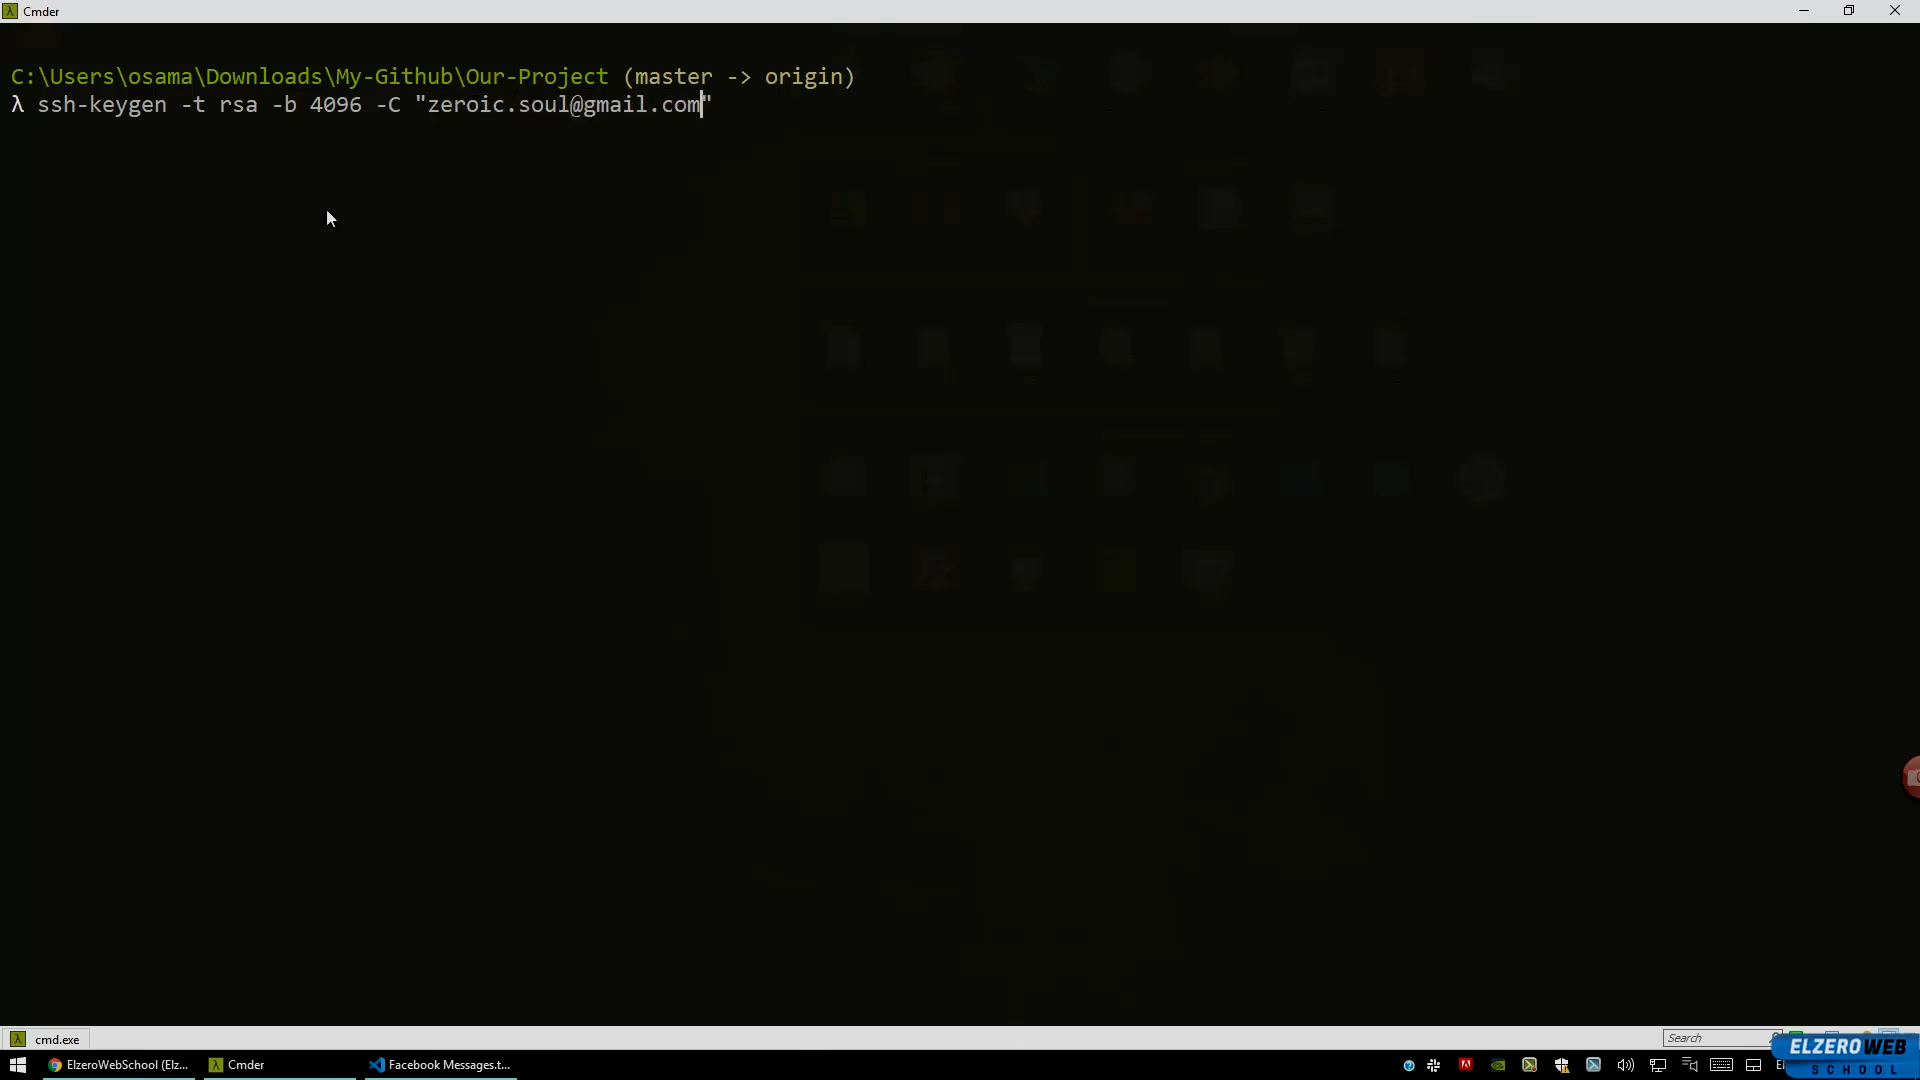 Cmder
C:\Users\osama\Downloads\My-Github\Our-Project (master -> origin)
λ ssh-keygen -t rsa -b 4096 -C "zeroic.soul@gmail.com"
cmd.exe
Search
ElzeroWebSchool (Elz...
Cmder
Facebook Messages.t...
ELZERO WEB
SCHOOL